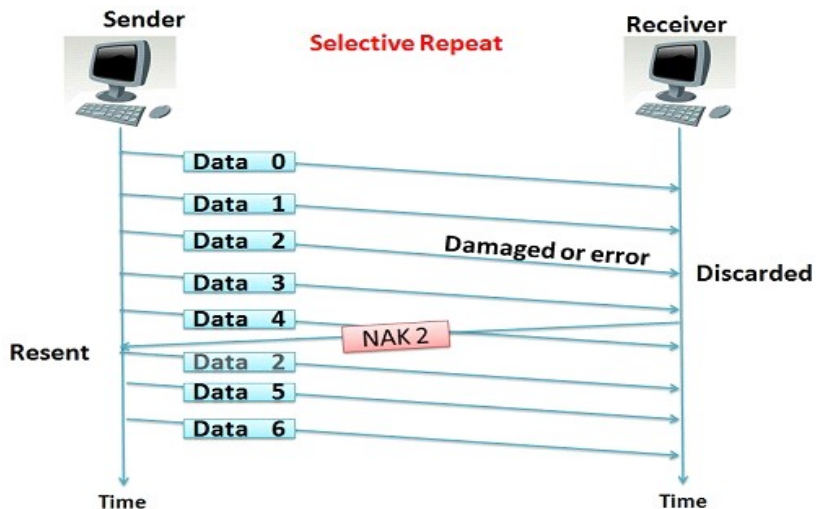 Sender
Receiver
Selective Repeat
Data 0
Data 1
Data 2
Damaged or error
Discarded
Data 3
Data 4
NAK 2
Resent
Data 2
Data 5
Data 6
Time
Time